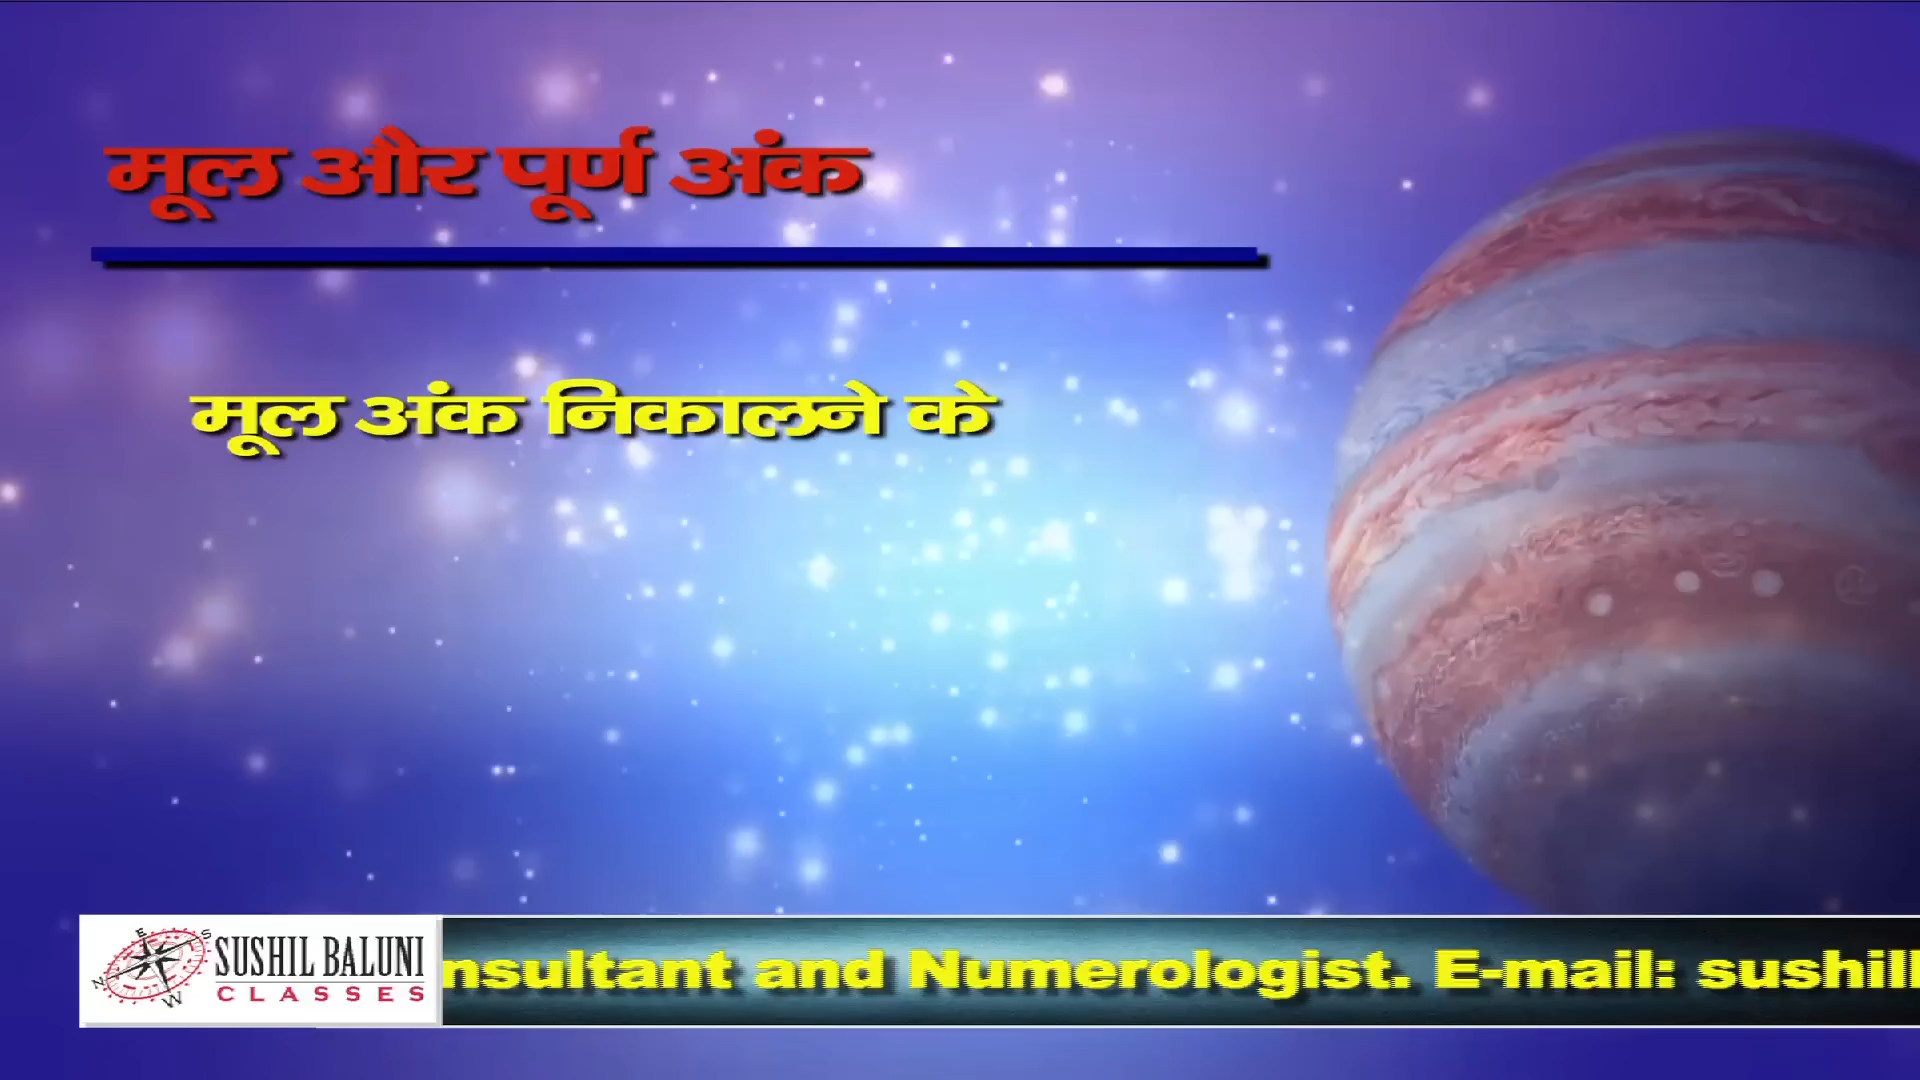 मूल और पूर्ण अंक
मूल अंक निकालने के
E
S
N
W
SUSHIL BALUNI
CLASSES
nsultant and Numerologist. E-mail: sushil